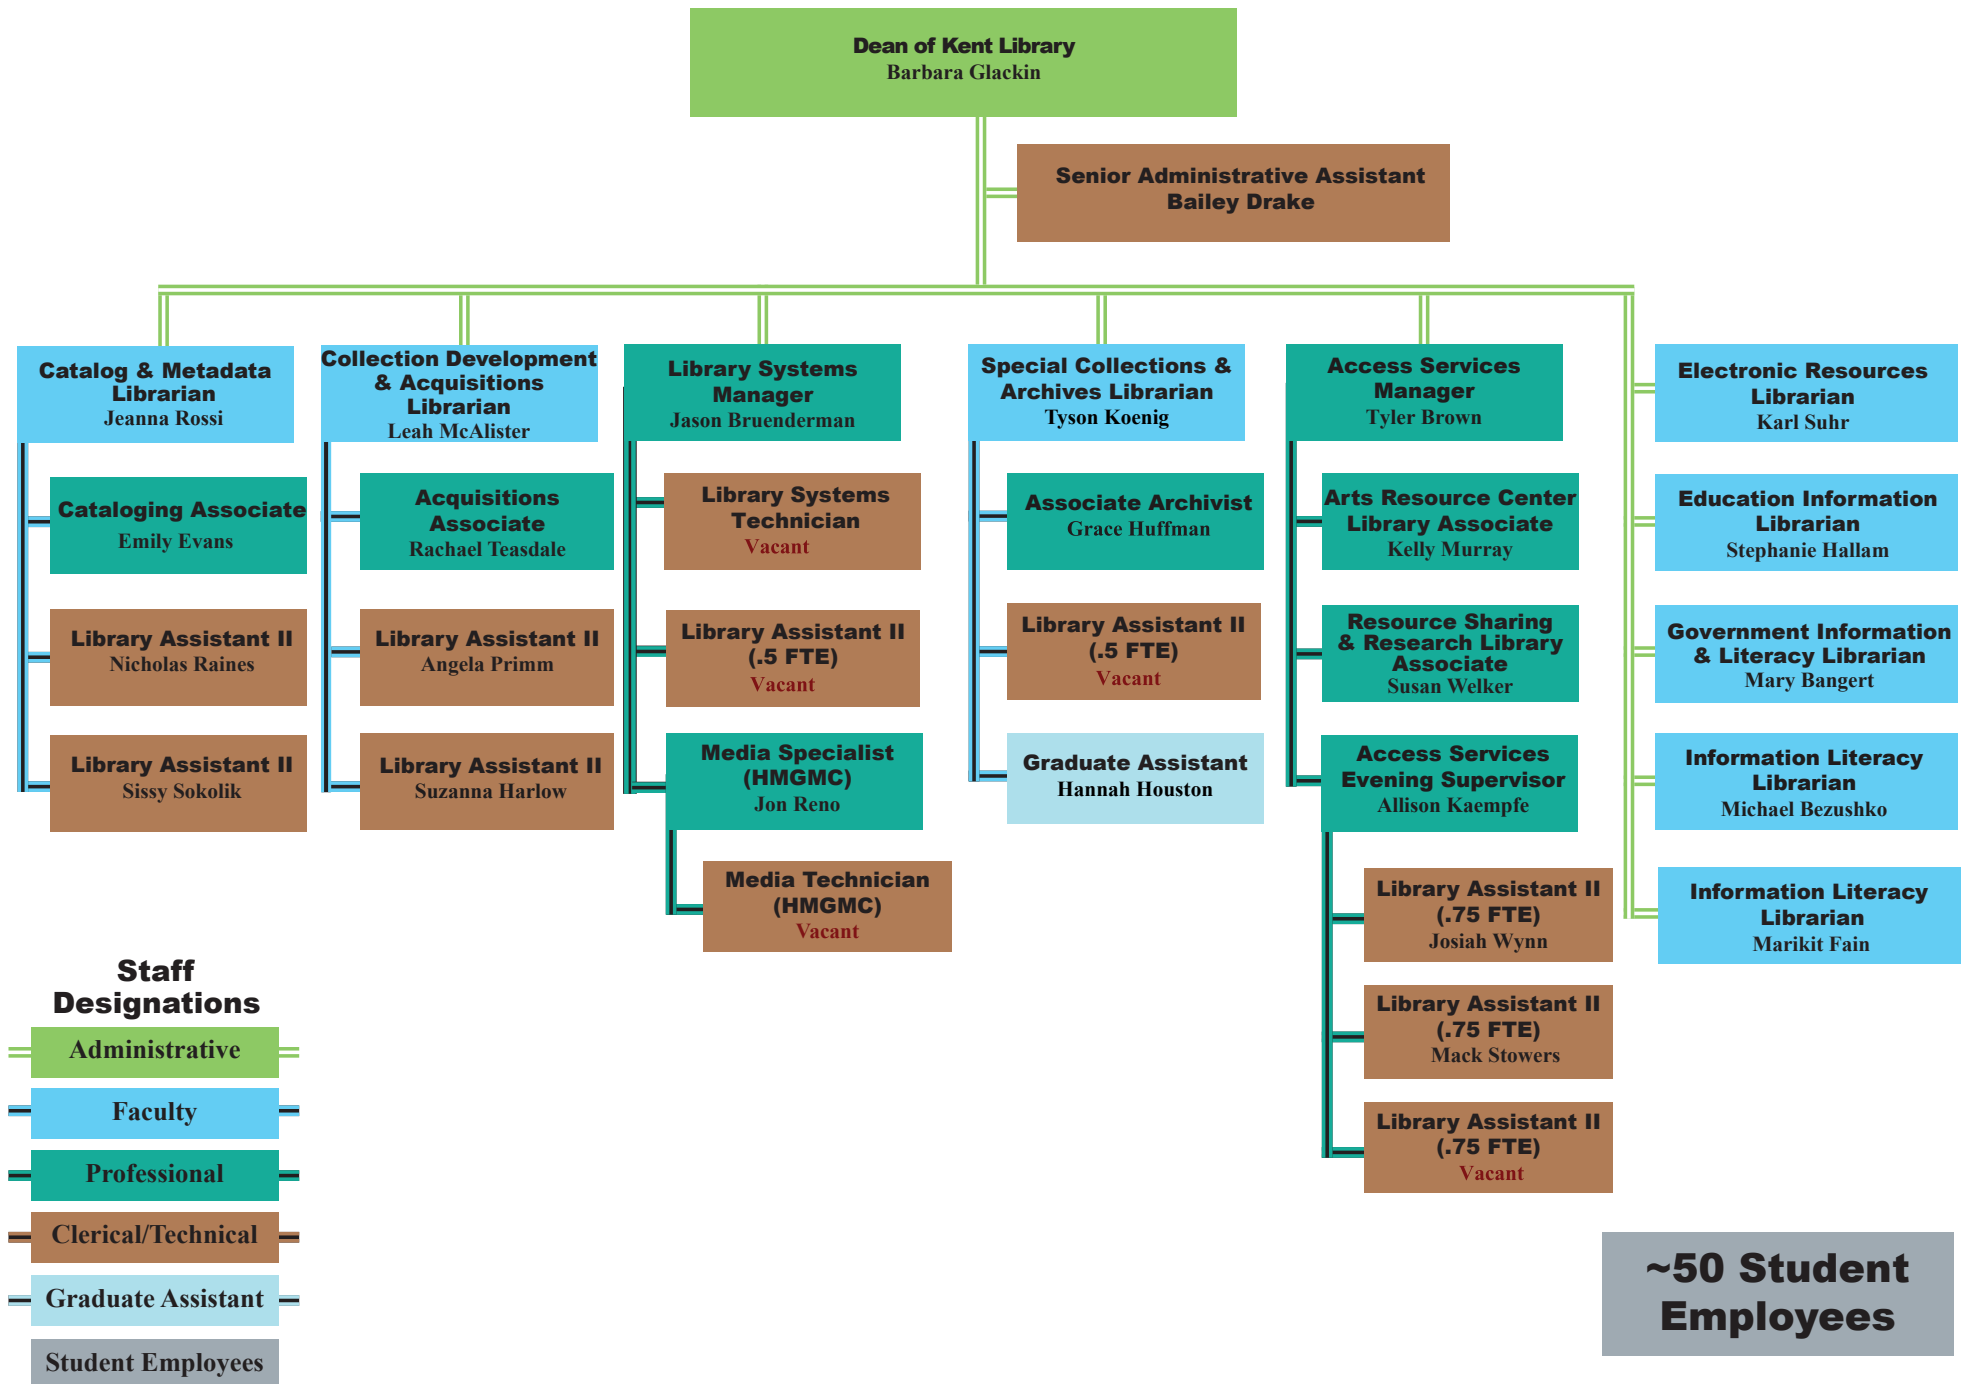 Dean of Kent Library
Barbara Glackin
Senior Administrative Assistant
Bailey Drake
Catalog & Metadata
Librarian
Jeanna Rossi
Cataloging Associate
Emily Evans
Library Assistant II
Nicholas Raines
Library Assistant II
Sissy Sokolik
Collection Development
& Acquisitions
Librarian
Leah McAlister
Acquisitions
Associate
Rachael Teasdale
Library Assistant II
Angela Primm
Library Assistant II
Suzanna Harlow
Library Systems
Manager
Jason Bruenderman
Library Systems
Technician
Vacant
Library Assistant II
(.5 FTE)
Vacant
Media Specialist
(HMGMC)
Jon Reno
Media Technician
(HMGMC)
Vacant
Special Collections &
Archives Librarian
Tyson Koenig
Associate Archivist
Grace Huffman
Library Assistant II
(.5 FTE)
Vacant
Graduate Assistant
Hannah Houston
Access Services
Manager
Tyler Brown
Arts Resource Center
Library Associate
Kelly Murray
Resource Sharing
& Research Library
Associate
Susan Welker
Access Services
Evening Supervisor
Allison Kaempfe
Library Assistant II
(.75 FTE)
Josiah Wynn
Library Assistant II
(.75 FTE)
Mack Stowers
Library Assistant II
(.75 FTE)
Vacant
Electronic Resources
Librarian
Karl Suhr
Education Information
Librarian
Stephanie Hallam
Government Information
& Literacy Librarian
Mary Bangert
Information Literacy
Librarian
Michael Bezushko
Information Literacy
Librarian
Marikit Fain
Staff
Designations
Administrative
Faculty
Professional
Clerical/Technical
Graduate Assistant
Student Employees
~50 Student
Employees